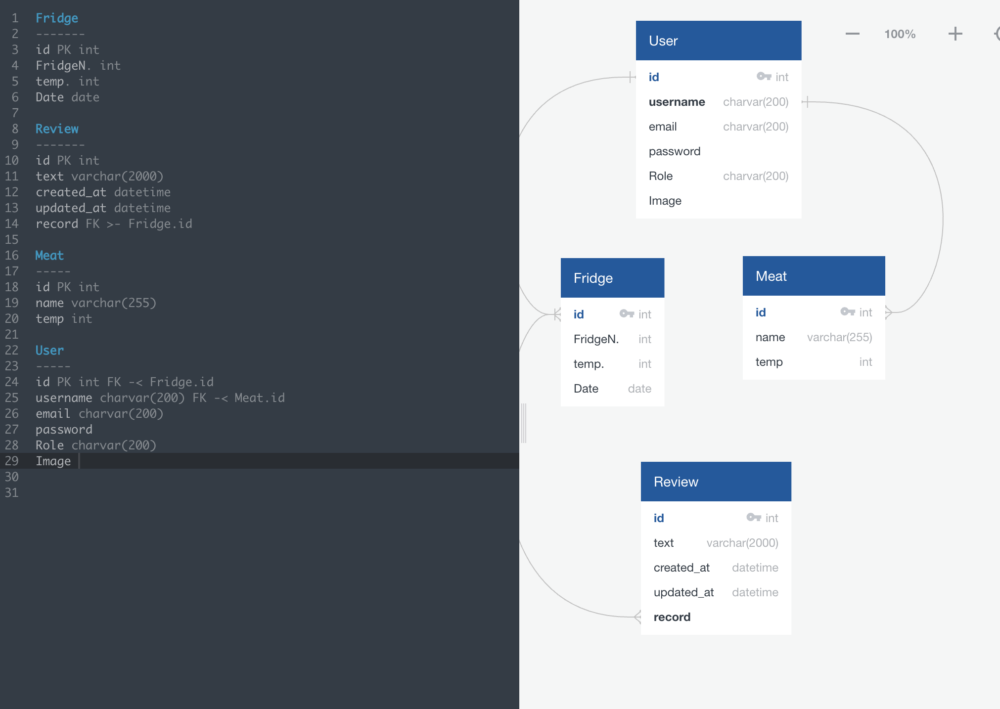 1 Fridge
2 -------
3 id PK int
4 FridgeN. int
5 temp. int
6 Date date
7
8 Review
9 -------
10 id PK int
11 text varchar(2000)
12 created_at datetime
13 updated_at datetime
14 record FK >- Fridge.id
15
16 Meat
17 -----
18 id PK int
19 name varchar(255)
20 temp int
21
22 User
23 -----
24 id PK int FK -< Fridge.id
25 username charvar(200) FK -< Meat.id
26 email charvar(200)
27 password
28 Role charvar(200)
29 Image
30
31
100%
User
id int
username charvar(200)
email charvar(200)
password
Role charvar(200)
Image
Fridge
id int
FridgeN. int
temp. int
Date date
Meat
id int
name varchar(255)
temp int
Review
id int
text varchar(2000)
created_at datetime
updated_at datetime
record